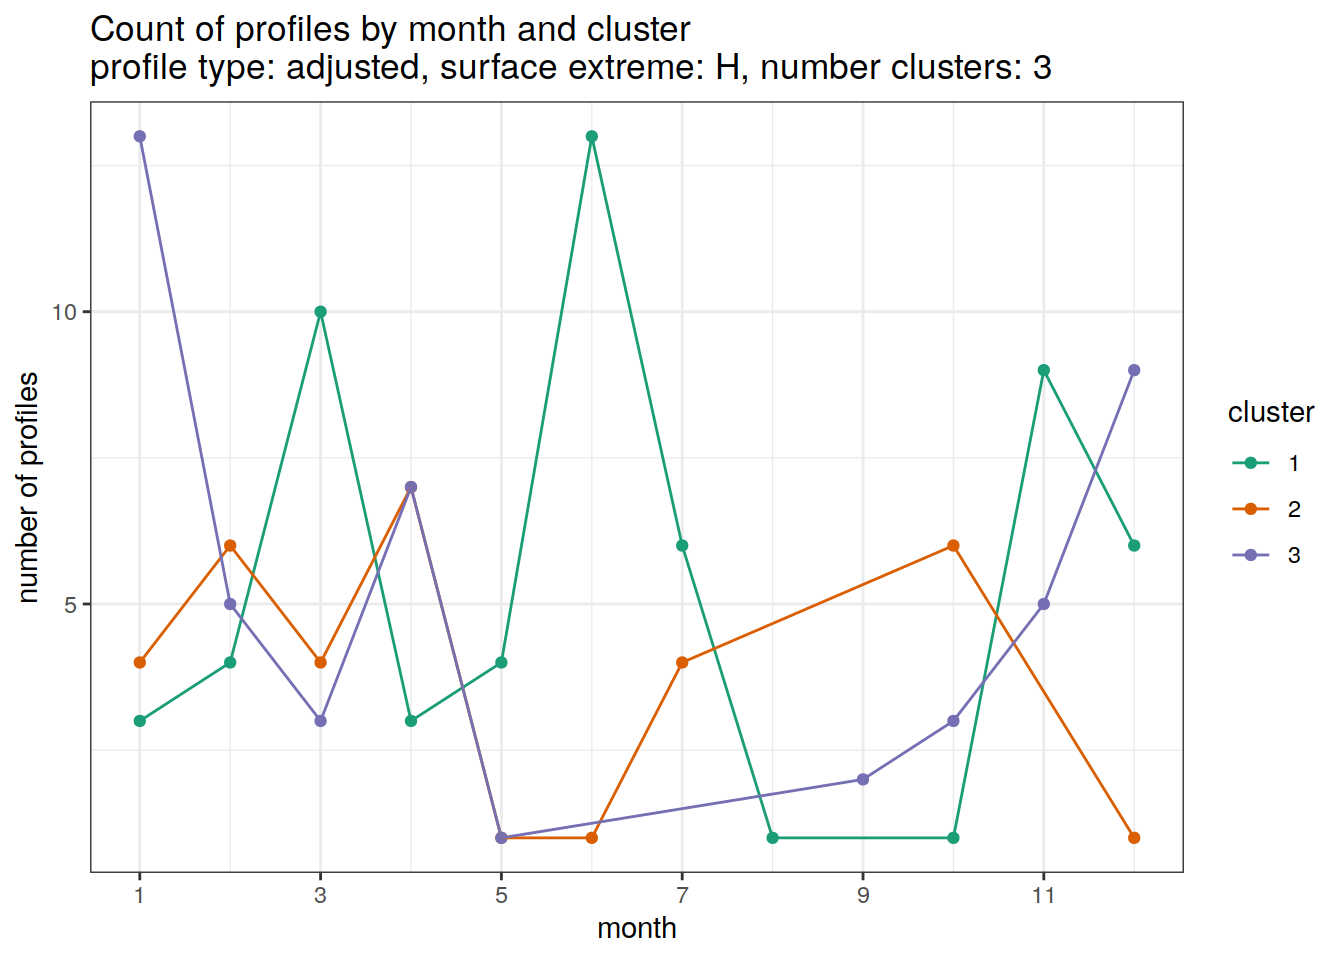 Count of profiles by month and cluster
profile type: adjusted, surface extreme: H, number clusters: 3
number of profiles
10
5
1
3
5
7
9
11
month
cluster
1
2
3